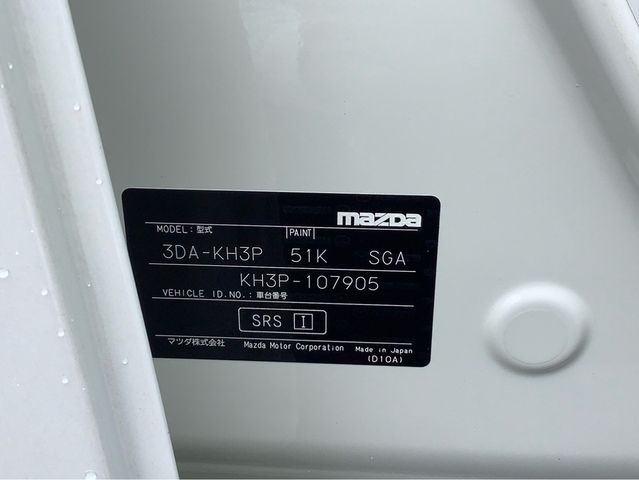 mazda
MODEL: 型式 PAINT
3DA-KH3P 51K SGA
KH3P-107905
VEHICLE ID.NO.: 車台番号
SRS I
マツダ株式会社 Mazda Motor Corporation Made in Japan
(D10A)